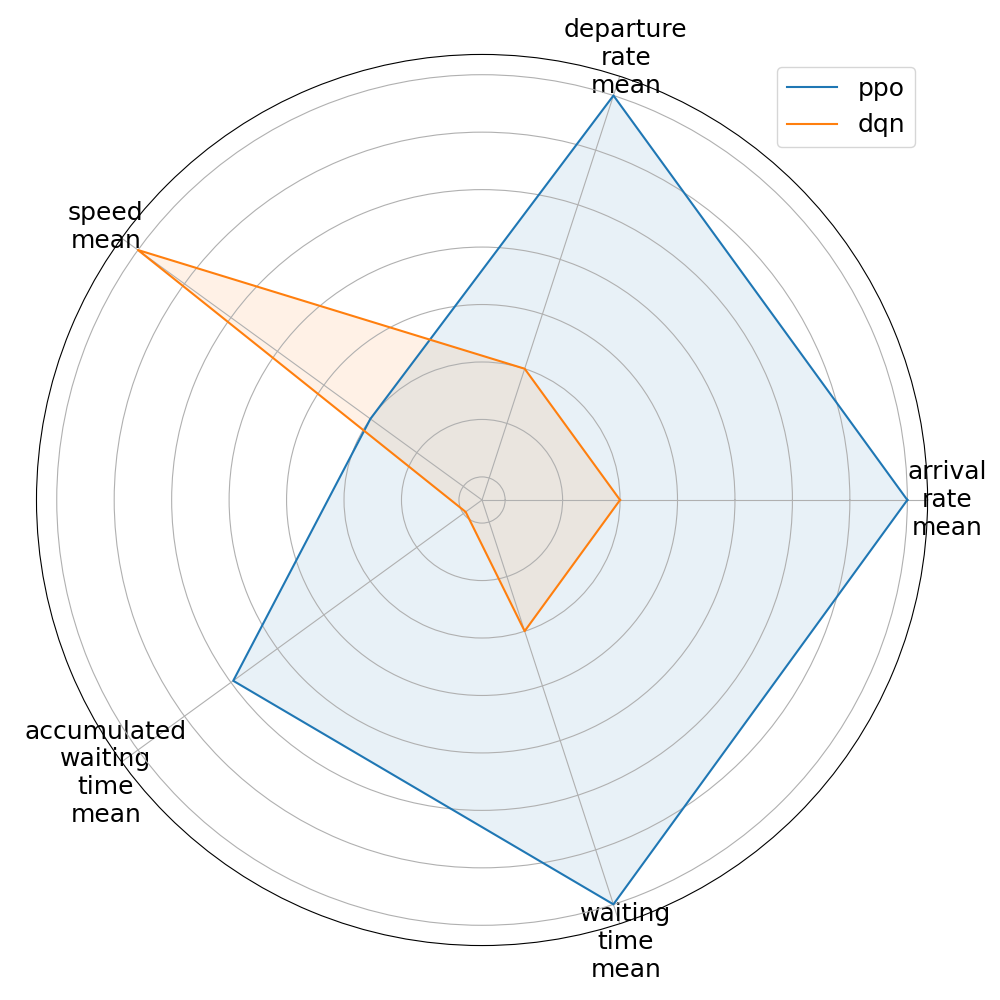 departure
rate
mean
ppo
dqn
speed
mean
arrival
rate
mean
accumulated
waiting
time
mean
waiting
time
mean